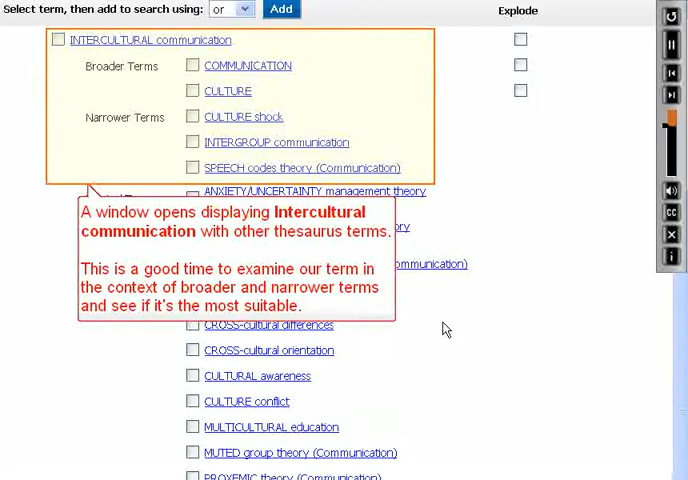 Select term, then add to search using: or Add Explode
INTERCULTURAL communication
Broader Terms COMMUNICATION
CULTURE
Narrower Terms CULTURE shock
INTERGROUP communication
SPEECH codes theory (Communication)
ANXIETY/UNCERTAINTY management theory
A window opens displaying Intercultural
communication with other thesaurus terms.
This is a good time to examine our term in
the context of broader and narrower terms
and see if it's the most suitable.
CROSS-cultural differences
CROSS-cultural orientation
CULTURAL awareness
CULTURE conflict
MULTICULTURAL education
MUTED group theory (Communication)
PROXEMIC theory (Communication)
CC